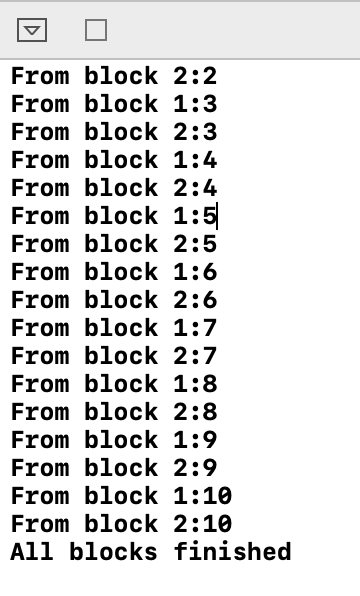 From block 2:2
From block 1:3
From block 2:3
From block 1:4
From block 2:4
From block 1:5
From block 2:5
From block 1:6
From block 2:6
From block 1:7
From block 2:7
From block 1:8
From block 2:8
From block 1:9
From block 2:9
From block 1:10
From block 2:10
All blocks finished